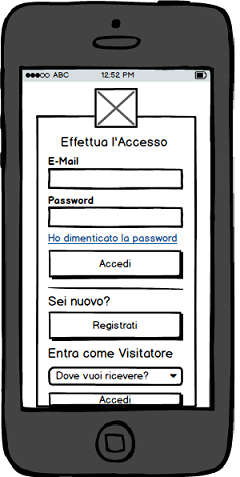 ABC 12:52 PM
Effettua l'Accesso
E-Mail
Password
Ho dimenticato la password
Accedi
Sei nuovo?
Registrati
Entra come Visitatore
Dove vuoi ricevere?
Accedi